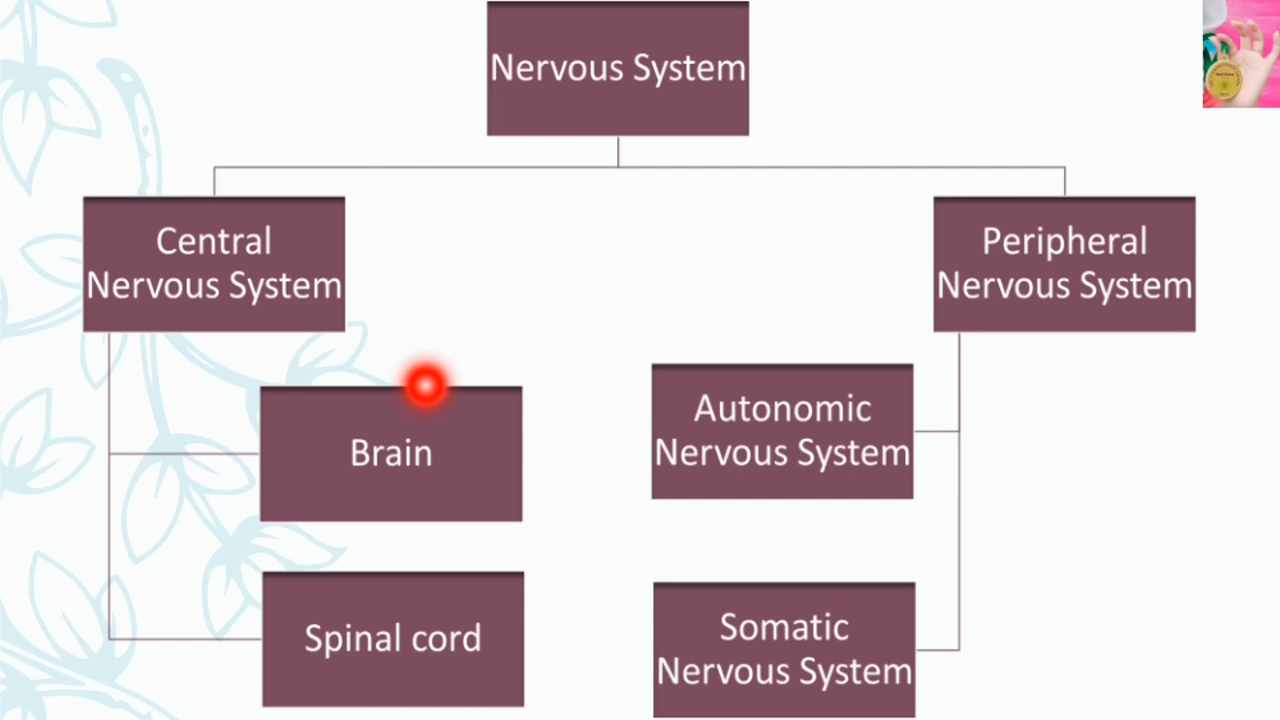 Nervous System
Central
Nervous System
Peripheral
Nervous System
Brain
Autonomic
Nervous System
Spinal cord
Somatic
Nervous System